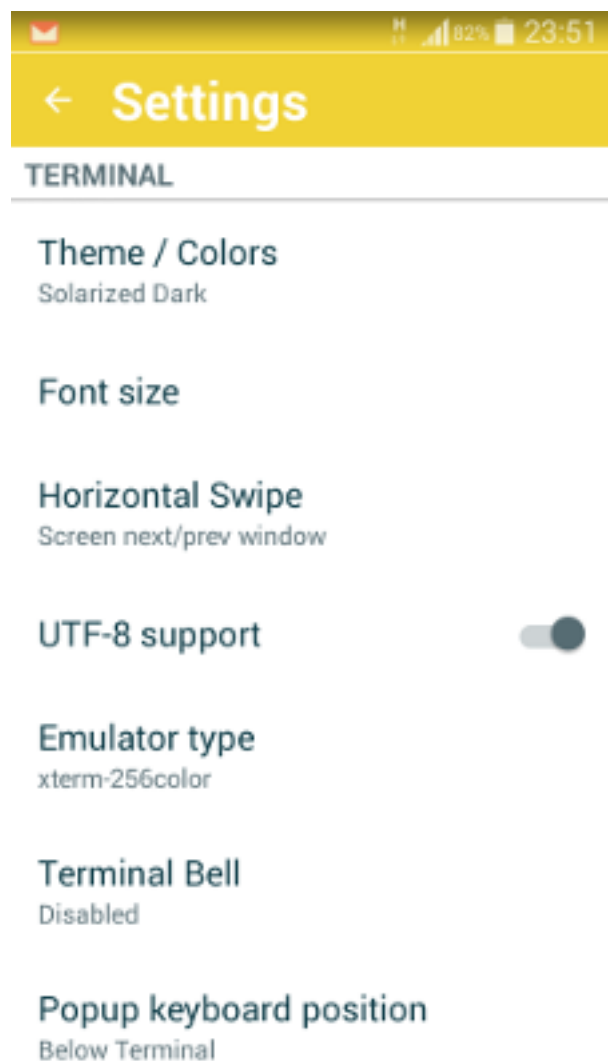 H 82% 23:51
Settings
TERMINAL
Theme / Colors
Solarized Dark
Font size
Horizontal Swipe
Screen next/prev window
UTF-8 support
Emulator type
xterm-256color
Terminal Bell
Disabled
Popup keyboard position
Below Terminal